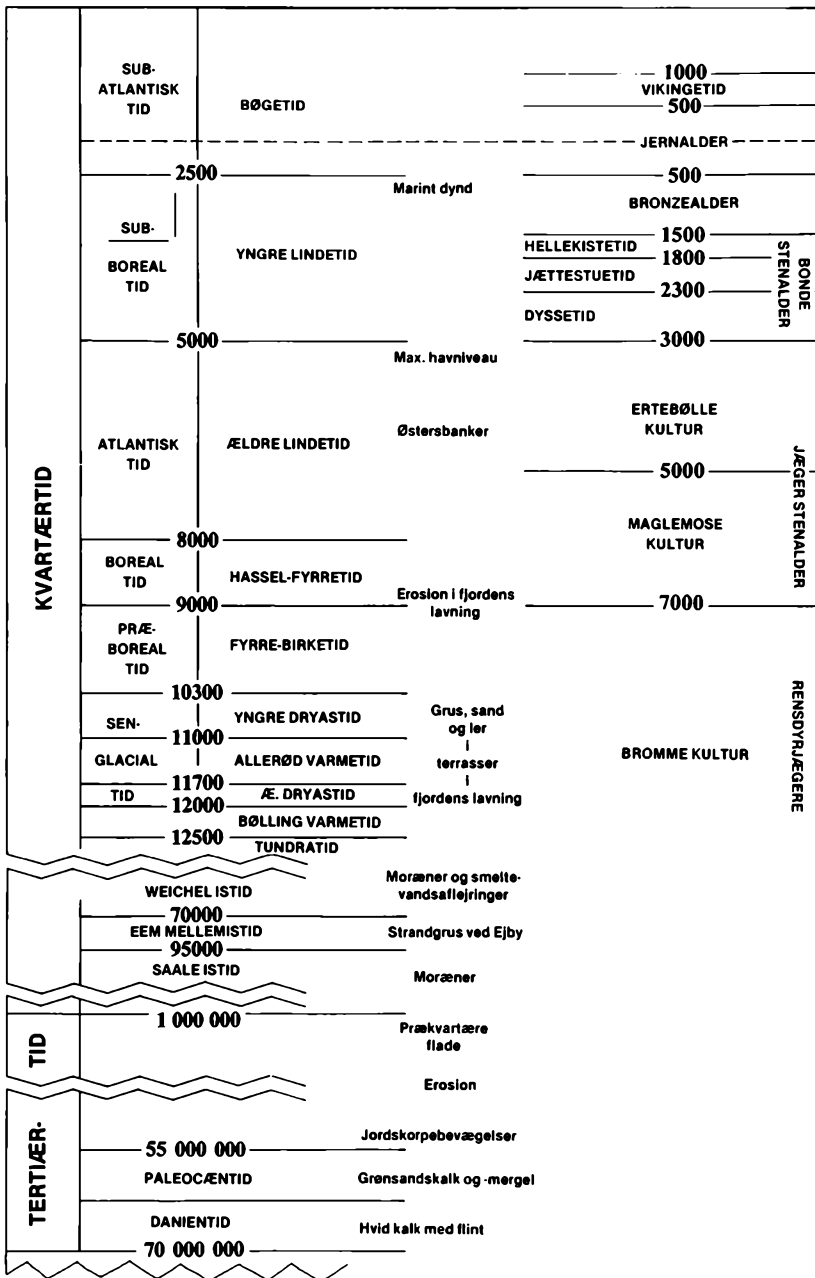 SUB-
ATLANTISK
TID
BØGETID
1000
VIKINGETID
500
JERNALDER
2500
Marint dynd
500
BRONZEALDER
SUB-
BOREAL
TID
YNGRE LINDETID
1500
HELLEKISTETID
1800
JÆTTESTUETID
2300
DYSSETID
BONDE
STENALDER
5000
3000
Max. havniveau
ATLANTISK
TID
ÆLDRE LINDETID
Østersbanker
ERTEBØLLE
KULTUR
5000
MAGLEMOSE
KULTUR
JÆGER STENALDER
KVARTÆRTID
8000
BOREAL
TID
HASSEL-FYRRETID
9000
Erosion i fjordens
lavning
7000
PRÆ-
BOREAL
TID
FYRRE-BIRKETID
10300
SEN-
YNGRE DRYASTID
11000
GLACIAL
ALLERØD VARMETID
11700
TID
Æ. DRYASTID
12000
BØLLING VARMETID
12500
TUNDRATID
Grus, sand
og ler
i
terrasser
i
fjordens lavning
BROMME KULTUR
RENSDYRJÆGERE
WEICHEL ISTID
Moræner og smelte-
vandsaflejringer
70000
EEM MELLEMISTID
Strandgrus ved Ejby
95000
SAALE ISTID
Moræner
1 000 000
Prækvartære
flade
TERTIÆR-
TID
Erosion
Jordskorpebevægelser
55 000 000
PALEOCÆNTID
Grønsandskalk og -mergel
DANIENTID
Hvid kalk med flint
70 000 000